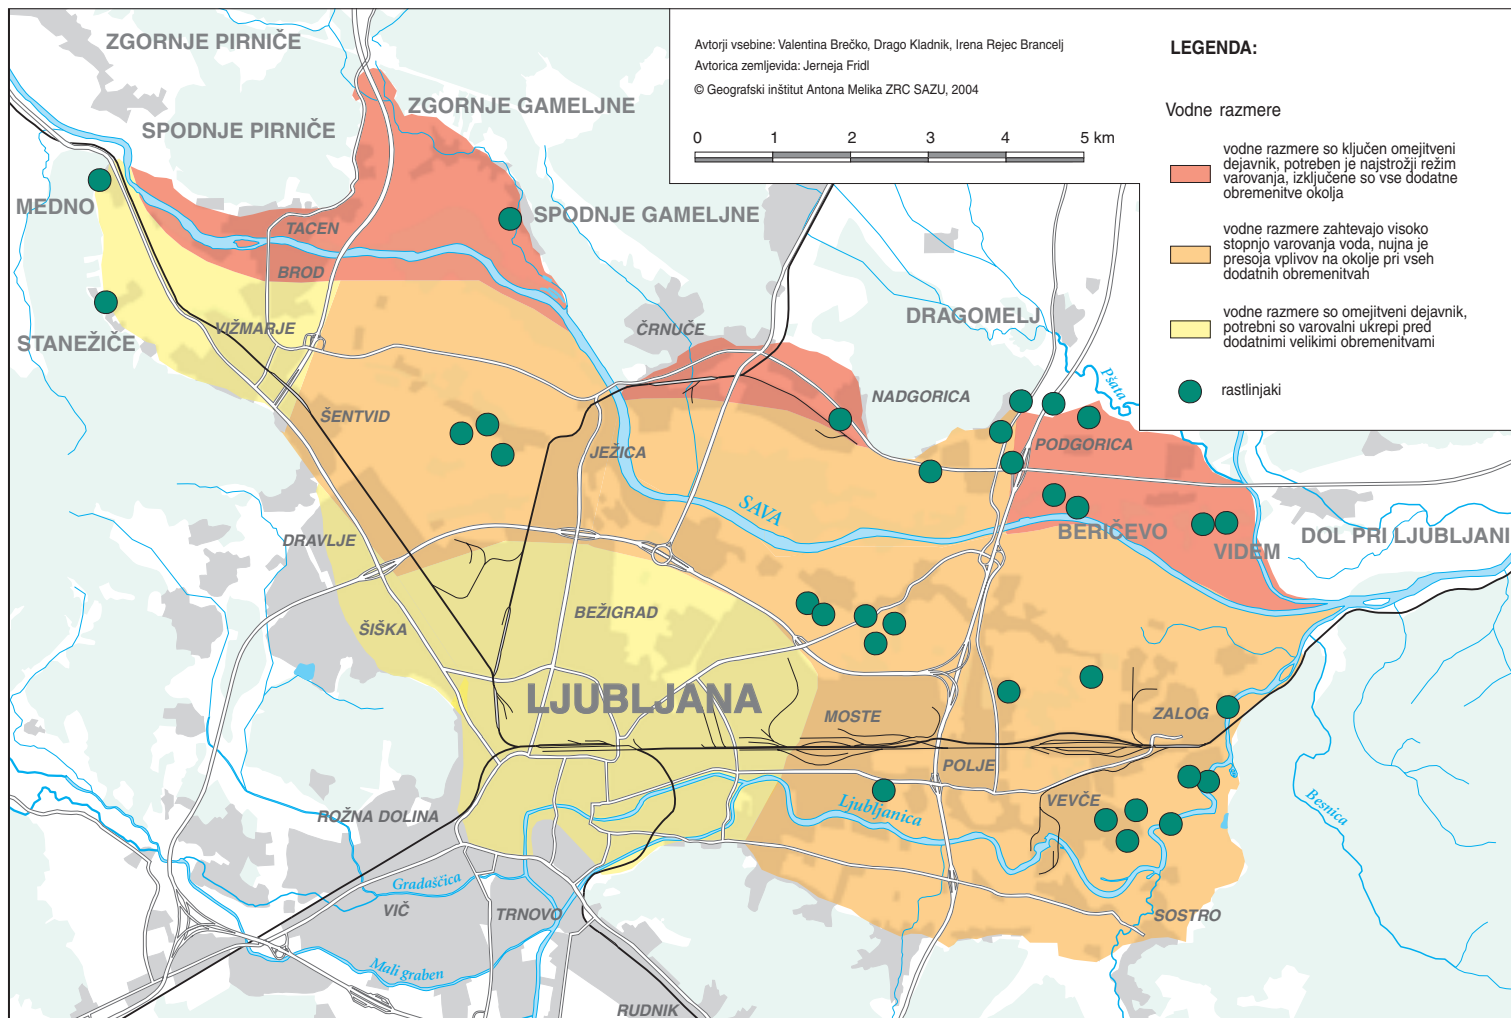 Avtorji vsebine: Valentina Brečko, Drago Kladnik, Irena Rejec Brancelj
Avtorica zemljevida: Jerneja Fridl
© Geografski inštitut Antona Melika ZRC SAZU, 2004
0 1 2 3 4 5 km
LEGENDA:
Vodne razmere
vodne razmere so ključen omejitveni
dejavnik, potreben je najstrožji režim
varovanja, izključene so vse dodatne
obremenitve okolja
vodne razmere zahtevajo visoko
stopnjo varovanja voda, nujna je
presoja vplivov na okolje pri vseh
dodatnih obremenitvah
vodne razmere so omejitveni dejavnik,
potrebni so varovalni ukrepi pred
dodatnimi velikimi obremenitvami
rastlinjaki
ZGORNJE PIRNIČE
ZGORNJE GAMELJNE
SPODNJE PIRNIČE
MEDNO
SPODNJE GAMELJNE
TACEN
BROD
STANEŽIČE
VIŽMARJE
ČRNUČE
DRAGOMELJ
Pšata
NADGORICA
ŠENTVID
JEŽICA
PODGORICA
SAVA
BERIČEVO
VIDEM
DOL PRI LJUBLJANI
DRAVLJE
BEŽIGRAD
ŠIŠKA
LJUBLJANA
MOSTE
ZALOG
POLJE
VEVČE
Ljubljanica
Besnica
ROŽNA DOLINA
Gradaščica
VIČ
TRNOVO
SOSTRO
Mali graben
RUDNIK